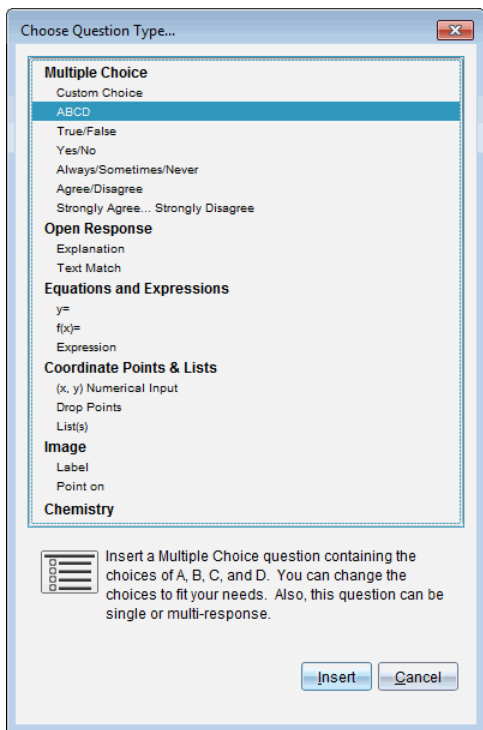 Choose Question Type...
Multiple Choice
Custom Choice
ABCD
True/False
Yes/No
Always/Sometimes/Never
Agree/Disagree
Strongly Agree... Strongly Disagree
Open Response
Explanation
Text Match
Equations and Expressions
y=
f(x)=
Expression
Coordinate Points & Lists
(x, y) Numerical Input
Drop Points
List(s)
Image
Label
Point on
Chemistry
Insert a Multiple Choice question containing the
choices of A, B, C, and D.  You can change the
choices to fit your needs.  Also, this question can be
single or multi-response.
Insert
Cancel